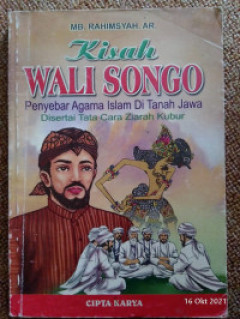 MB. RAHIMSYAH. AR.
Kisah
WALI SONGO
Penyebar Agama Islam Di Tanah Jawa
Disertai Tata Cara Ziarah Kubur
CIPTA KARYA
16 Okt 2021